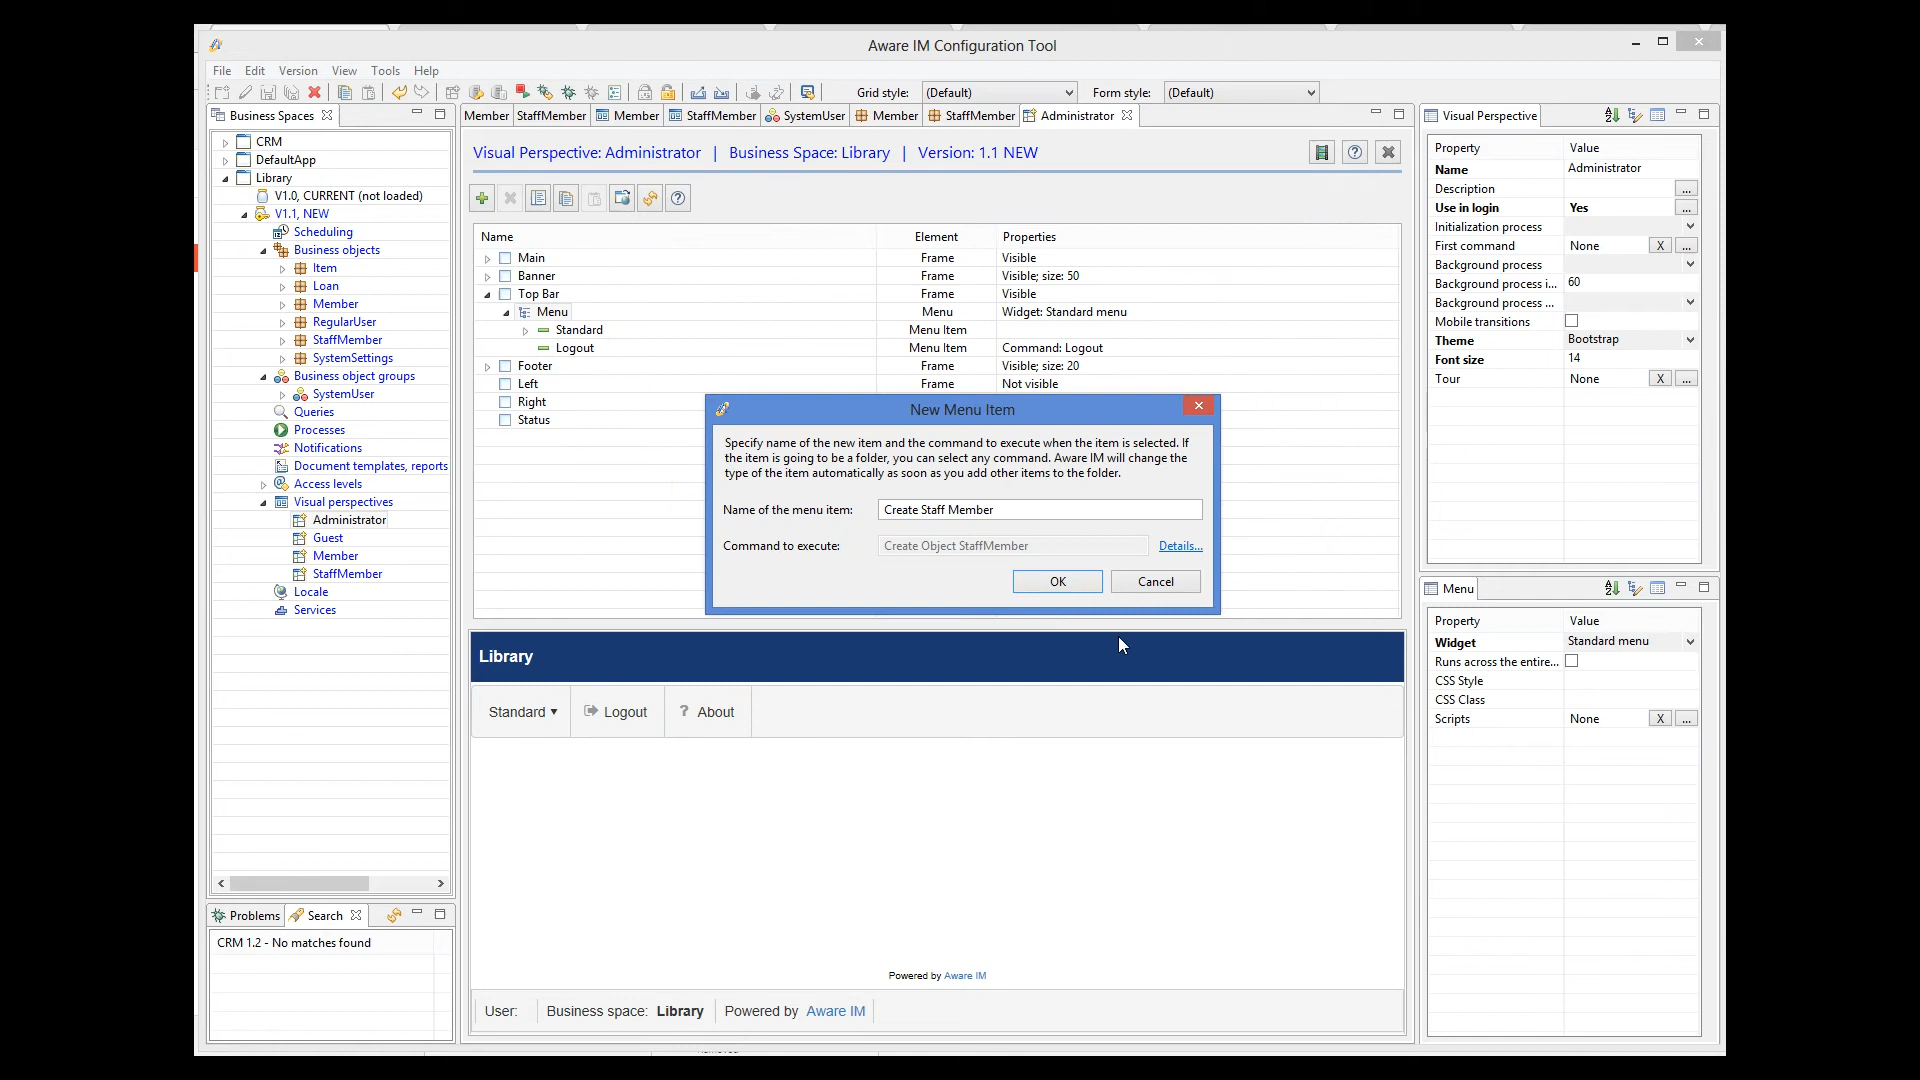 Aware IM Configuration Tool
File Edit Version View Tools Help
Grid style: (Default) Form style: (Default)
Business Spaces
CRM
DefaultApp
Library
V1.0, CURRENT (not loaded)
V1.1, NEW
Scheduling
Business objects
Item
Loan
Member
RegularUser
StaffMember
SystemSettings
Business object groups
SystemUser
Queries
Processes
Notifications
Document templates, reports
Access levels
Visual perspectives
Administrator
Guest
Member
StaffMember
Locale
Services
Problems Search
CRM 1.2 - No matches found
Member StaffMember Member StaffMember SystemUser Member StaffMember Administrator
Visual Perspective: Administrator | Business Space: Library | Version: 1.1 NEW
Name Element Properties
Main Frame Visible
Banner Frame Visible; size: 50
Top Bar Frame Visible
Menu Menu Widget: Standard menu
Standard Menu Item
Logout Menu Item Command: Logout
Footer Frame Visible; size: 20
Left Frame Not visible
Right
Status
New Menu Item
Specify name of the new item and the command to execute when the item is selected. If
the item is going to be a folder, you can select any command. Aware IM will change the
type of the item automatically as soon as you add other items to the folder.
Name of the menu item: Create Staff Member
Command to execute: Create Object StaffMember Details...
OK Cancel
Library
Standard Logout ? About
Powered by Aware IM
User: Business space: Library Powered by Aware IM
Visual Perspective
Property Value
Name Administrator
Description ...
Use in login Yes ...
Initialization process
First command None X ...
Background process
Background process i... 60
Background process ...
Mobile transitions
Theme Bootstrap
Font size 14
Tour None X ...
Menu
Property Value
Widget Standard menu
Runs across the entire...
CSS Style
CSS Class
Scripts None X ...